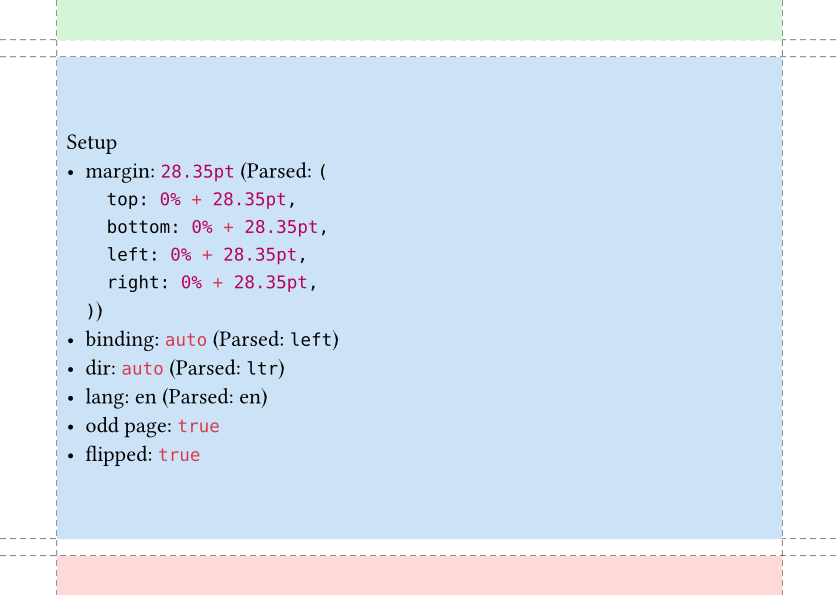 Setup
• margin: 28.35pt (Parsed: (
top: 0% + 28.35pt,
bottom: 0% + 28.35pt,
left: 0% + 28.35pt,
right: 0% + 28.35pt,
))
• binding: auto (Parsed: left)
• dir: auto (Parsed: ltr)
• lang: en (Parsed: en)
• odd page: true
• flipped: true